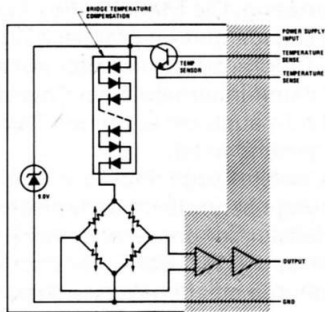 BRIDGE TEMPERATURE
COMPENSATION
POWER SUPPLY
INPUT
TEMPERATURE
SENSE
TEMP
SENSOR
TEMPERATURE
SENSE
9.0V
OUTPUT
GND